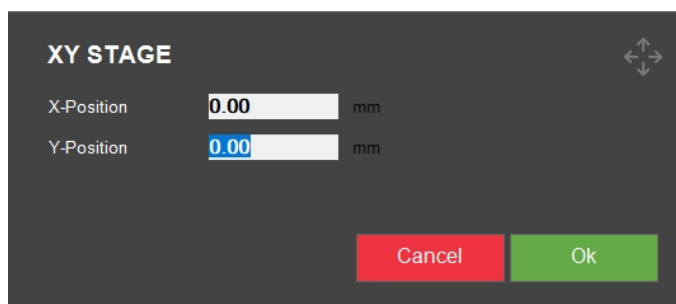 XY STAGE
X-Position 0.00 mm
Y-Position 0.00 mm
Cancel Ok